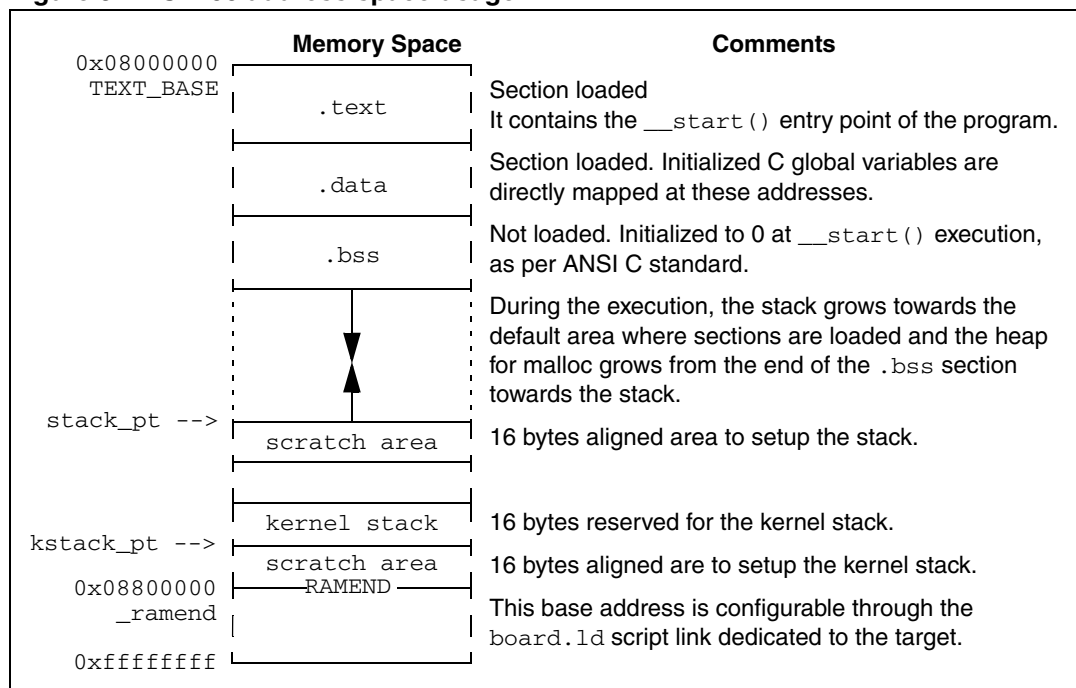 Memory Space Comments
0x08000000
TEXT_BASE
.text
Section loaded
It contains the __start() entry point of the program.
.data
Section loaded. Initialized C global variables are
directly mapped at these addresses.
.bss
Not loaded. Initialized to 0 at __start() execution,
as per ANSI C standard.
During the execution, the stack grows towards the
default area where sections are loaded and the heap
for malloc grows from the end of the .bss section
towards the stack.
stack_pt -->
scratch area
16 bytes aligned area to setup the stack.
kernel stack
16 bytes reserved for the kernel stack.
kstack_pt -->
scratch area
16 bytes aligned are to setup the kernel stack.
0x08800000
RAMEND
_ramend
This base address is configurable through the
board.ld script link dedicated to the target.
0xffffffff